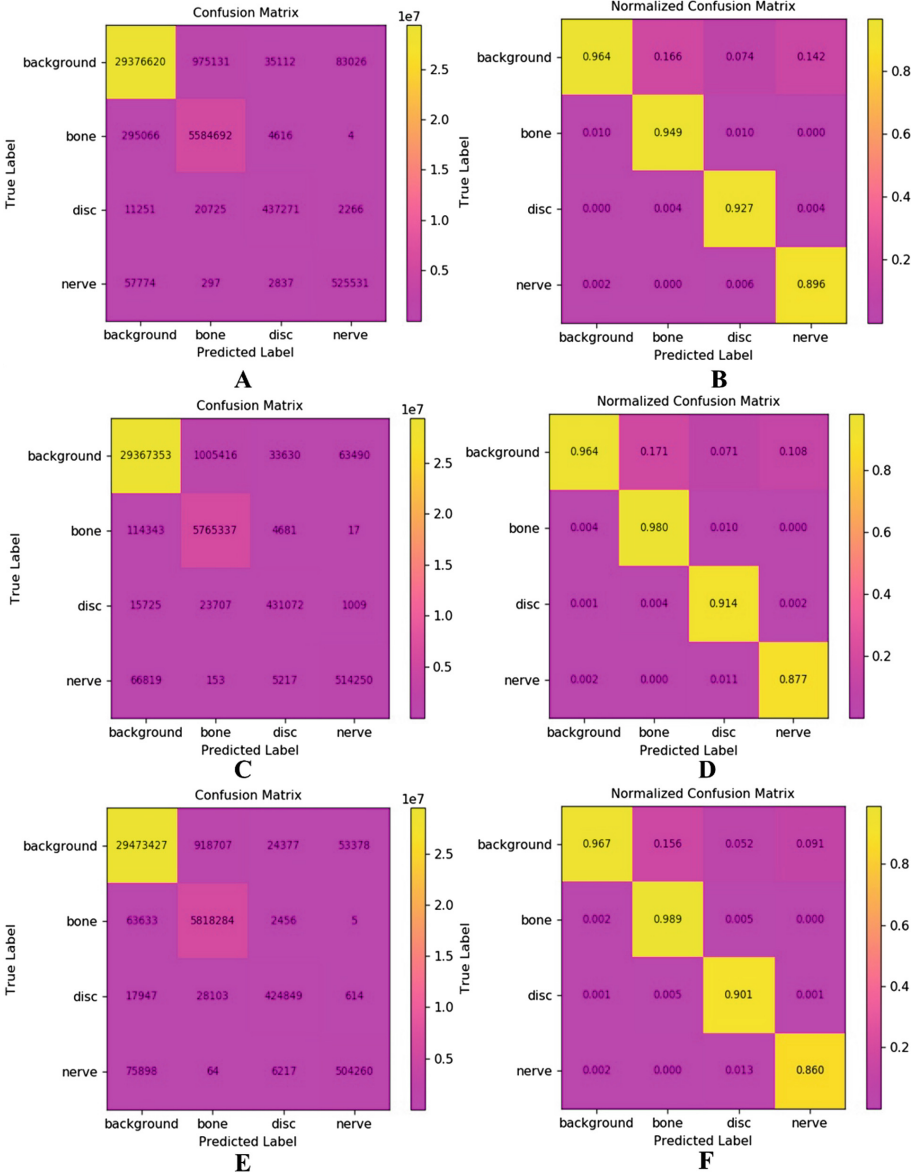 Confusion Matrix
1e7
True Label
background 29376620 975131 35112 83026
bone 295066 5584692 4616 4
disc 11251 20725 437271 2266
nerve 57774 297 2837 525531
background bone disc nerve
Predicted Label
2.5
2.0
1.5
1.0
0.5
A
Normalized Confusion Matrix
True Label
background 0.964 0.166 0.074 0.142
bone 0.010 0.949 0.010 0.000
disc 0.000 0.004 0.927 0.004
nerve 0.002 0.000 0.006 0.896
background bone disc nerve
Predicted Label
0.8
0.6
0.4
0.2
B
Confusion Matrix
1e7
True Label
background 29367353 1005416 33630 63490
bone 114343 5765337 4681 17
disc 15725 23707 431072 1009
nerve 66819 153 5217 514250
background bone disc nerve
Predicted Label
2.5
2.0
1.5
1.0
0.5
C
Normalized Confusion Matrix
True Label
background 0.964 0.171 0.071 0.108
bone 0.004 0.980 0.010 0.000
disc 0.001 0.004 0.914 0.002
nerve 0.002 0.000 0.011 0.877
background bone disc nerve
Predicted Label
0.8
0.6
0.4
0.2
D
Confusion Matrix
1e7
True Label
background 29473427 918707 24377 53378
bone 63633 5818284 2456 5
disc 17947 28103 424849 614
nerve 75898 64 6217 504260
background bone disc nerve
Predicted Label
2.5
2.0
1.5
1.0
0.5
E
Normalized Confusion Matrix
True Label
background 0.967 0.156 0.052 0.091
bone 0.002 0.989 0.005 0.000
disc 0.001 0.005 0.901 0.001
nerve 0.002 0.000 0.013 0.860
background bone disc nerve
Predicted Label
0.8
0.6
0.4
0.2
F